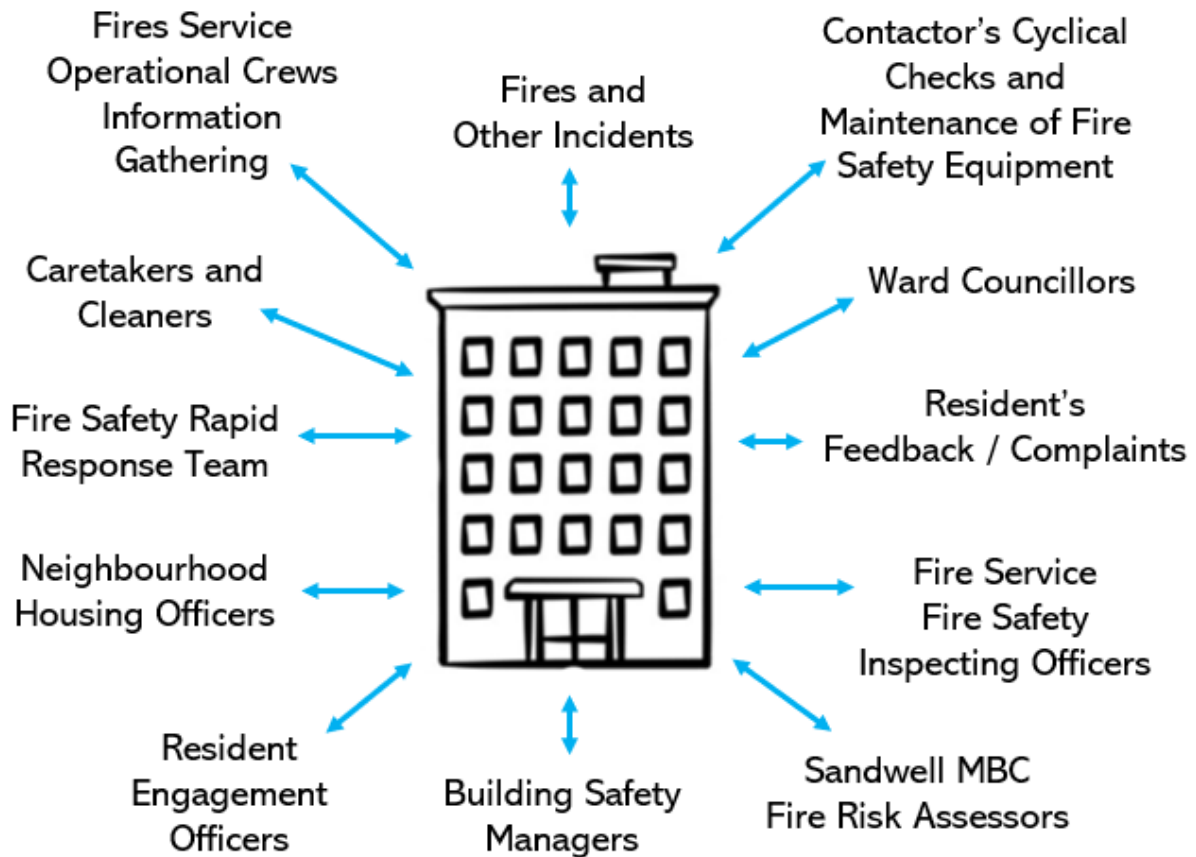 Fires Service
Operational Crews
Information
Gathering
Fires and
Other Incidents
Contactor's Cyclical
Checks and
Maintenance of Fire
Safety Equipment
Caretakers and
Cleaners
Ward Councillors
Fire Safety Rapid
Response Team
Resident's
Feedback / Complaints
Neighbourhood
Housing Officers
Fire Service
Fire Safety
Inspecting Officers
Resident
Engagement
Officers
Building Safety
Managers
Sandwell MBC
Fire Risk Assessors